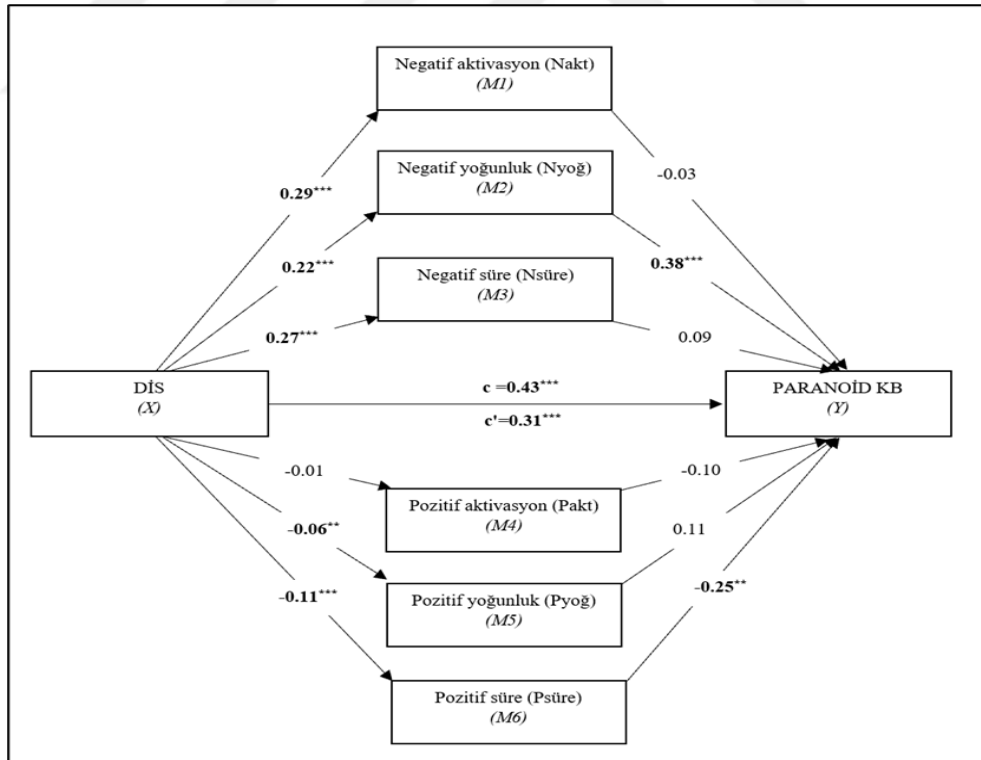 Negatif aktivasyon (Nakt)
(M1)
-0.03
Negatif yoğunluk (Nyoğ)
(M2)
0.29***
0.22***
0.38***
Negatif süre (Nsüre)
(M3)
0.27***
0.09
DİS
(X)
c =0.43***
c'=0.31***
PARANOİD KB
(Y)
-0.01
-0.10
Pozitif aktivasyon (Pakt)
(M4)
-0.06**
0.11
-0.11***
Pozitif yoğunluk (Pyoğ)
(M5)
-0.25**
Pozitif süre (Psüre)
(M6)